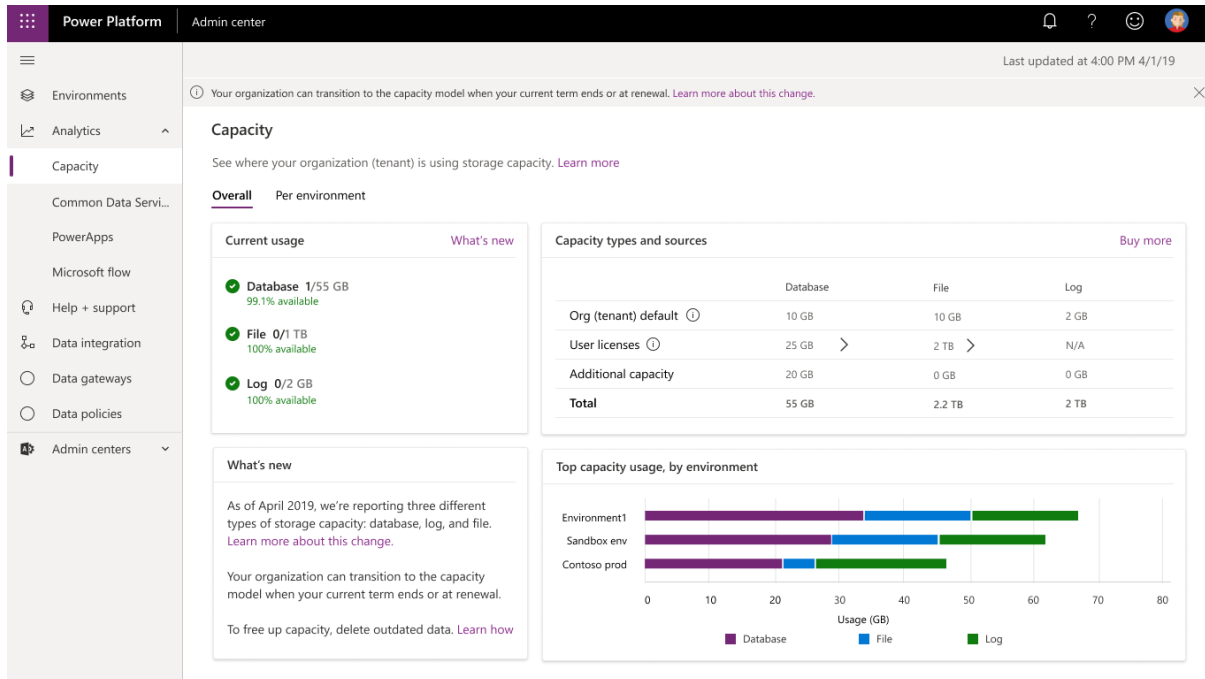 Power Platform
Admin center
Last updated at 4:00 PM 4/1/19
Environments
Analytics
Capacity
Common Data Servi...
PowerApps
Microsoft flow
Help + support
Data integration
Data gateways
Data policies
Admin centers
Your organization can transition to the capacity model when your current term ends or at renewal. Learn more about this change.
Capacity
See where your organization (tenant) is using storage capacity. Learn more
Overall Per environment
Current usage What's new
Database 1/55 GB
99.1% available
File 0/1 TB
100% available
Log 0/2 GB
100% available
Capacity types and sources Buy more
Database File Log
Org (tenant) default 10 GB 10 GB 2 GB
User licenses 25 GB 2 TB N/A
Additional capacity 20 GB 0 GB 0 GB
Total 55 GB 2.2 TB 2 TB
What's new
As of April 2019, we're reporting three different
types of storage capacity: database, log, and file.
Learn more about this change.
Your organization can transition to the capacity
model when your current term ends or at renewal.
To free up capacity, delete outdated data. Learn how
Top capacity usage, by environment
Environment1
Sandbox env
Contoso prod
0 10 20 30 40 50 60 70 80
Usage (GB)
Database File Log